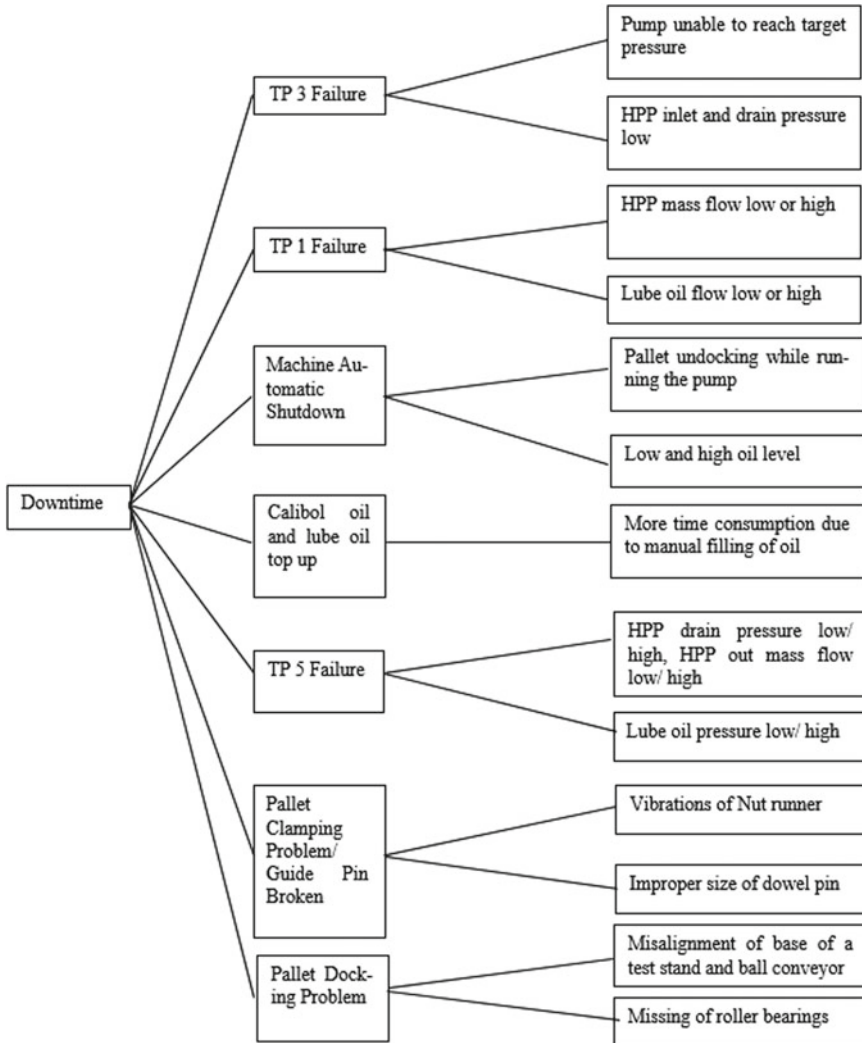 Pump unable to reach target
pressure
TP 3 Failure
HPP inlet and drain pressure
low
HPP mass flow low or high
TP 1 Failure
Lube oil flow low or high
Machine Au-
tomatic
Shutdown
Pallet undocking while run-
ning the pump
Low and high oil level
Downtime
Calibol oil
and lube oil
top up
More time consumption due
to manual filling of oil
HPP drain pressure low/
high, HPP out mass flow
low/ high
TP 5 Failure
Lube oil pressure low/ high
Pallet
Clamping
Problem/
Guide Pin
Broken
Vibrations of Nut runner
Improper size of dowel pin
Pallet Dock-
ing Problem
Misalignment of base of a
test stand and ball conveyor
Missing of roller bearings